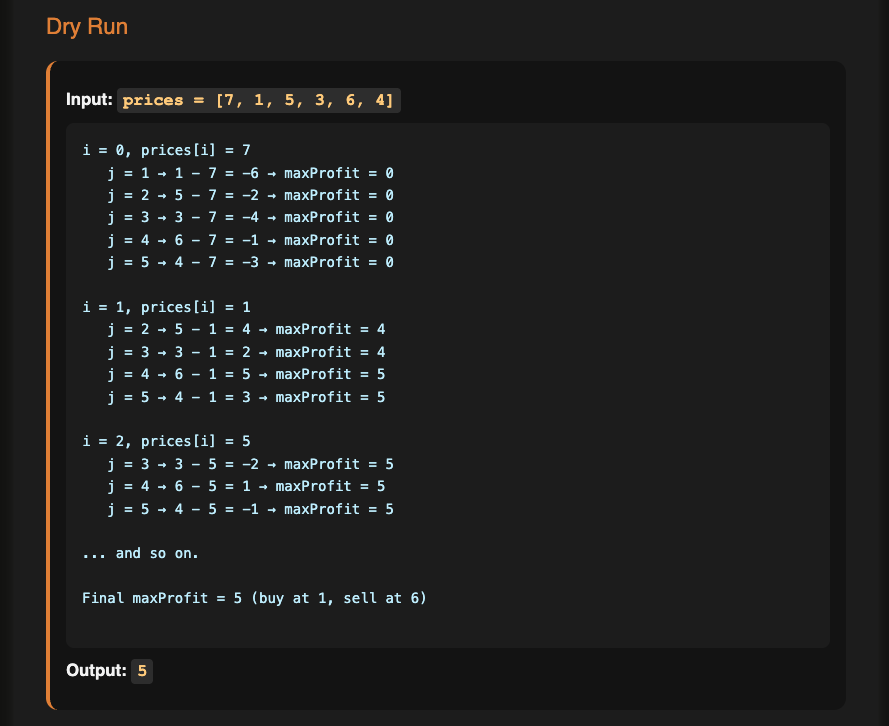 Dry Run
Input: prices = [7, 1, 5, 3, 6, 4]
i = 0, prices[i] = 7
   j = 1 → 1 − 7 = −6 → maxProfit = 0
   j = 2 → 5 − 7 = −2 → maxProfit = 0
   j = 3 → 3 − 7 = −4 → maxProfit = 0
   j = 4 → 6 − 7 = −1 → maxProfit = 0
   j = 5 → 4 − 7 = −3 → maxProfit = 0
i = 1, prices[i] = 1
   j = 2 → 5 − 1 = 4 → maxProfit = 4
   j = 3 → 3 − 1 = 2 → maxProfit = 4
   j = 4 → 6 − 1 = 5 → maxProfit = 5
   j = 5 → 4 − 1 = 3 → maxProfit = 5
i = 2, prices[i] = 5
   j = 3 → 3 − 5 = −2 → maxProfit = 5
   j = 4 → 6 − 5 = 1 → maxProfit = 5
   j = 5 → 4 − 5 = −1 → maxProfit = 5
... and so on.
Final maxProfit = 5 (buy at 1, sell at 6)
Output: 5